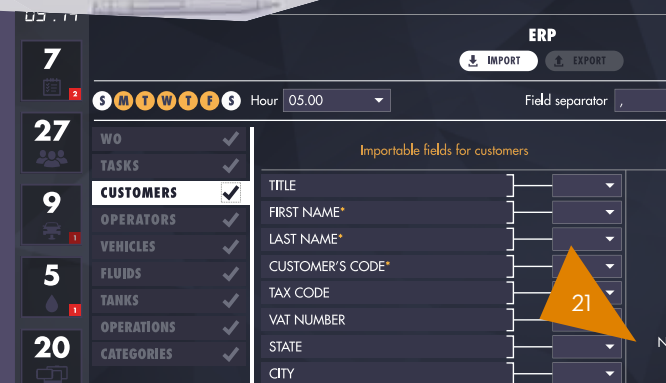 7
2
27
9
1
5
1
20
ERP
IMPORT EXPORT
S M T W T F S Hour 05.00 Field separator ,
WO
TASKS
CUSTOMERS
OPERATORS
VEHICLES
FLUIDS
TANKS
OPERATIONS
CATEGORIES
Importable fields for customers
TITLE
FIRST NAME*
LAST NAME*
CUSTOMER'S CODE*
TAX CODE
VAT NUMBER
STATE
CITY
21
N